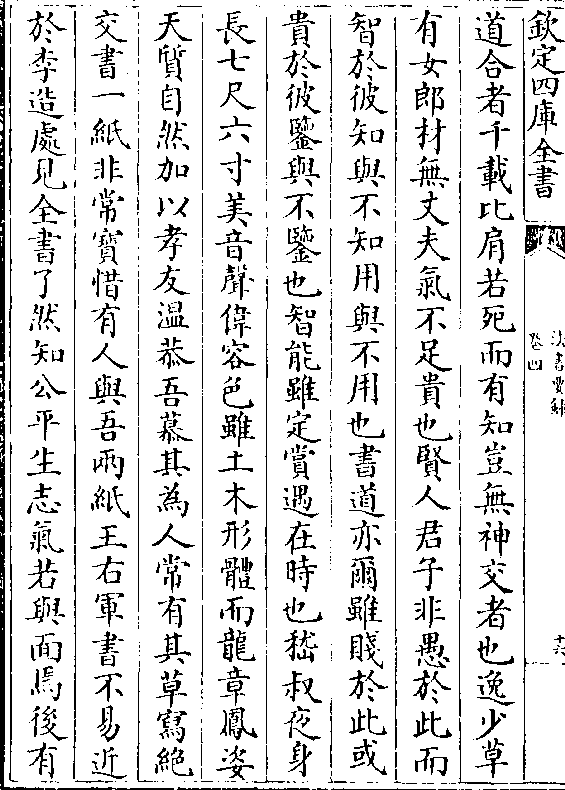 欽定四庫全書
法書要錄
卷四
十六
道合者千載比肩若死而有知豈無神交者也逸少草
有女郎材無丈夫氣不足貴也賢人君子非愚於此而
智於彼知與不知用與不用也書道亦爾雖賤於此或
貴於彼鑒與不鑒也智能雖定賞遇在時也嵇叔夜身
長七尺六寸美音聲偉容色雖土木形體而龍章鳳姿
天質自然加以孝友溫恭吾慕其為人常有其草寫絕
交書一紙非常寶惜有人與吾兩紙王右軍書不易近
於李造處見全書了然知公平生志氣若與面焉後有